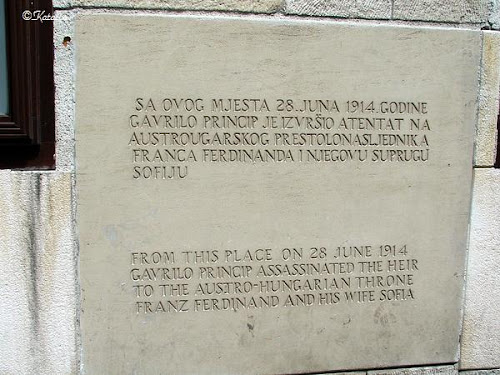 SA OVOG MJESTA 28. JUNA 1914. GODINE
GAVRILO PRINCIP JE IZVRŠIO ATENTAT NA
AUSTROUGARSKOG PRESTOLONASLJEDNIKA
FRANCA FERDINANDA I NJEGOVU SUPRUGU
SOFIJU
FROM THIS PLACE ON 28 JUNE 1914
GAVRILO PRINCIP ASSASSINATED THE HEIR
TO THE AUSTRO-HUNGARIAN THRONE
FRANZ FERDINAND AND HIS WIFE SOFIA